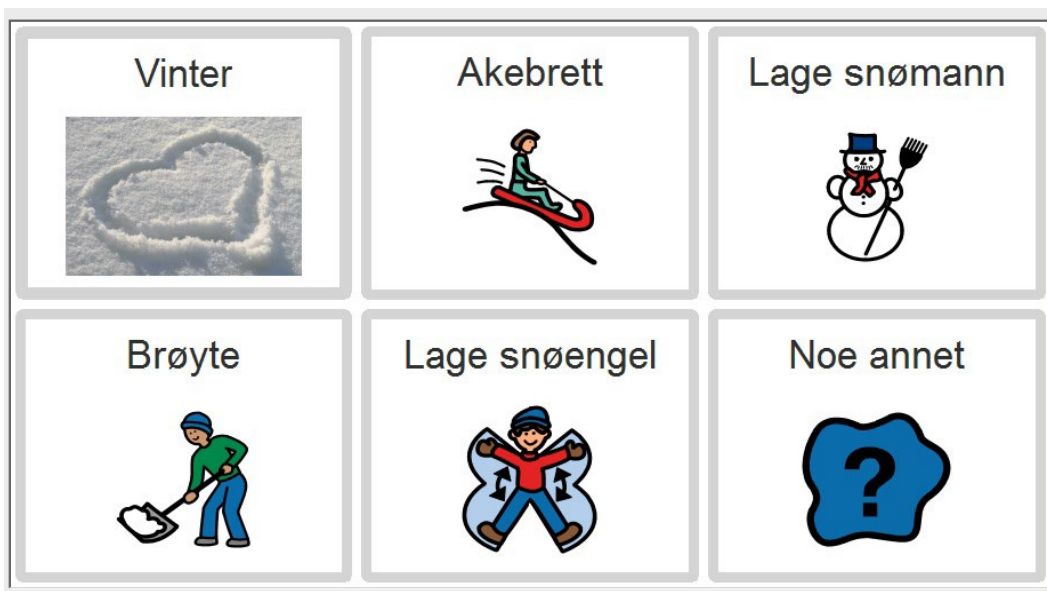 Vinter
Akebrett
Lage snømann
Brøyte
Lage snøengel
Noe annet
?